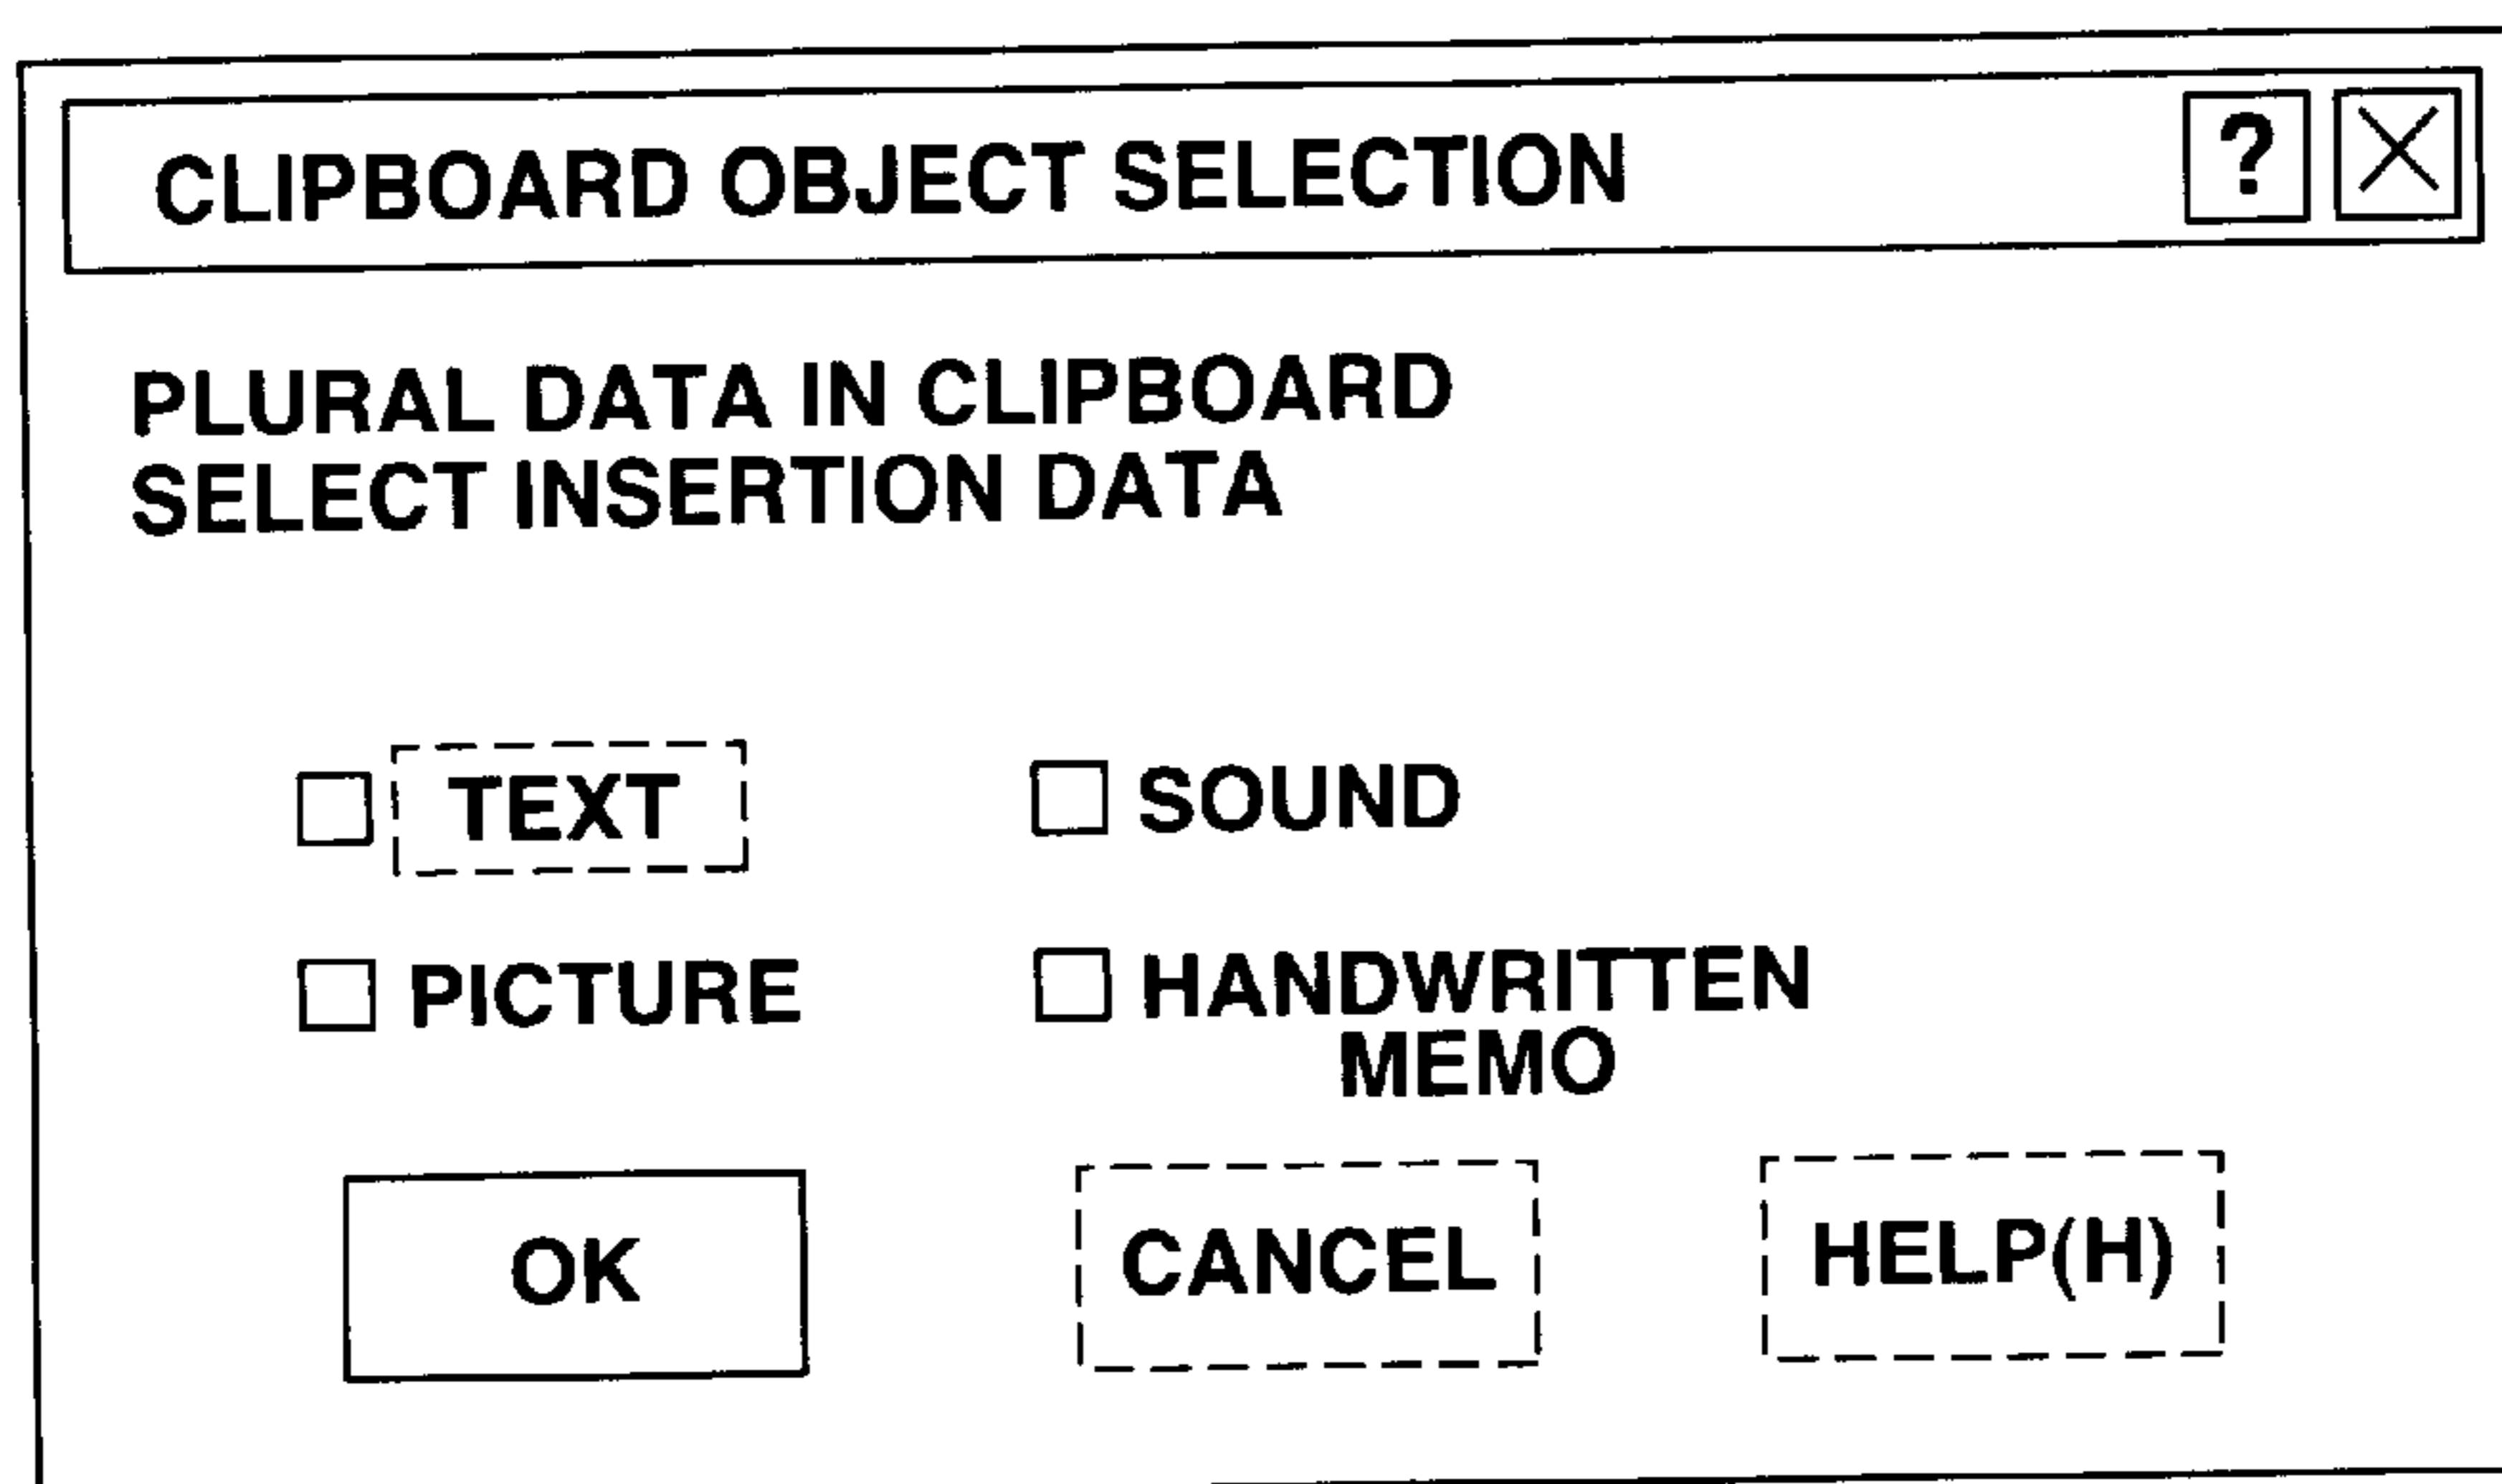 CLIPBOARD OBJECT SELECTION ?
PLURAL DATA IN CLIPBOARD
SELECT INSERTION DATA
TEXT
SOUND
PICTURE
HANDWRITTEN
MEMO
OK
CANCEL
HELP(H)